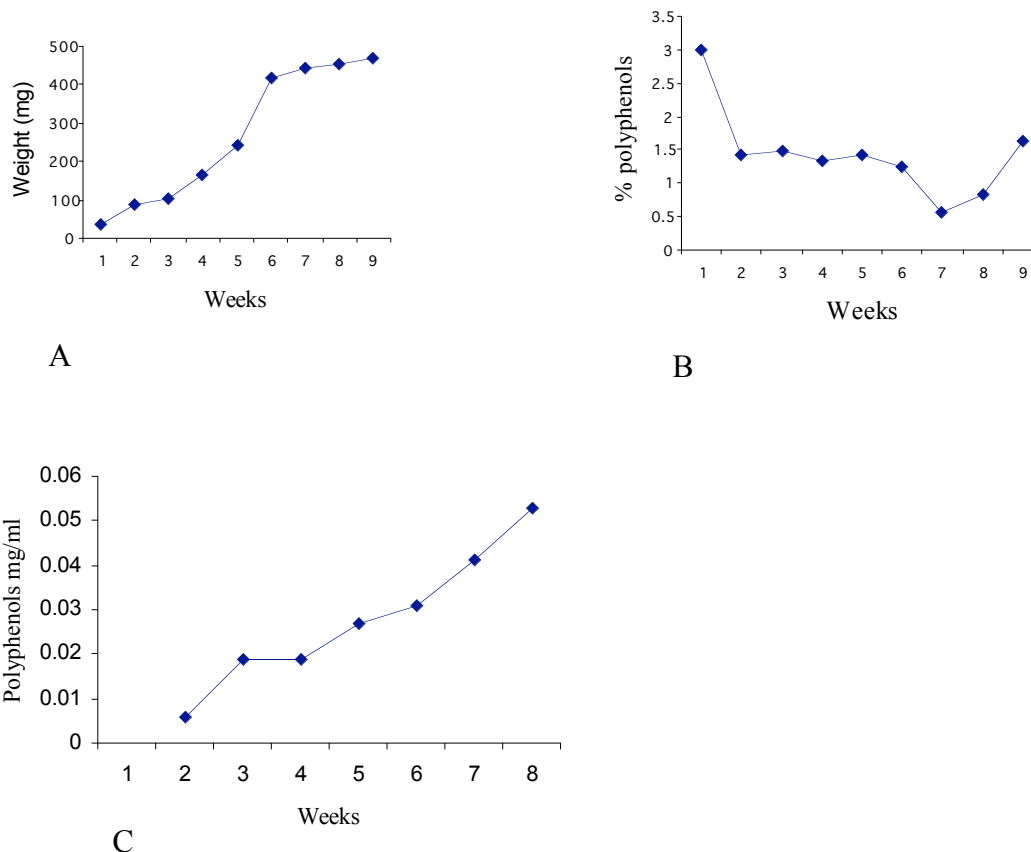 Weight (mg)
500
400
300
200
100
0
1 2 3 4 5 6 7 8 9
Weeks
A
% polyphenols
3.5
3
2.5
2
1.5
1
0.5
0
1 2 3 4 5 6 7 8 9
Weeks
B
Polyphenols mg/ml
0.06
0.05
0.04
0.03
0.02
0.01
0
1 2 3 4 5 6 7 8
Weeks
C